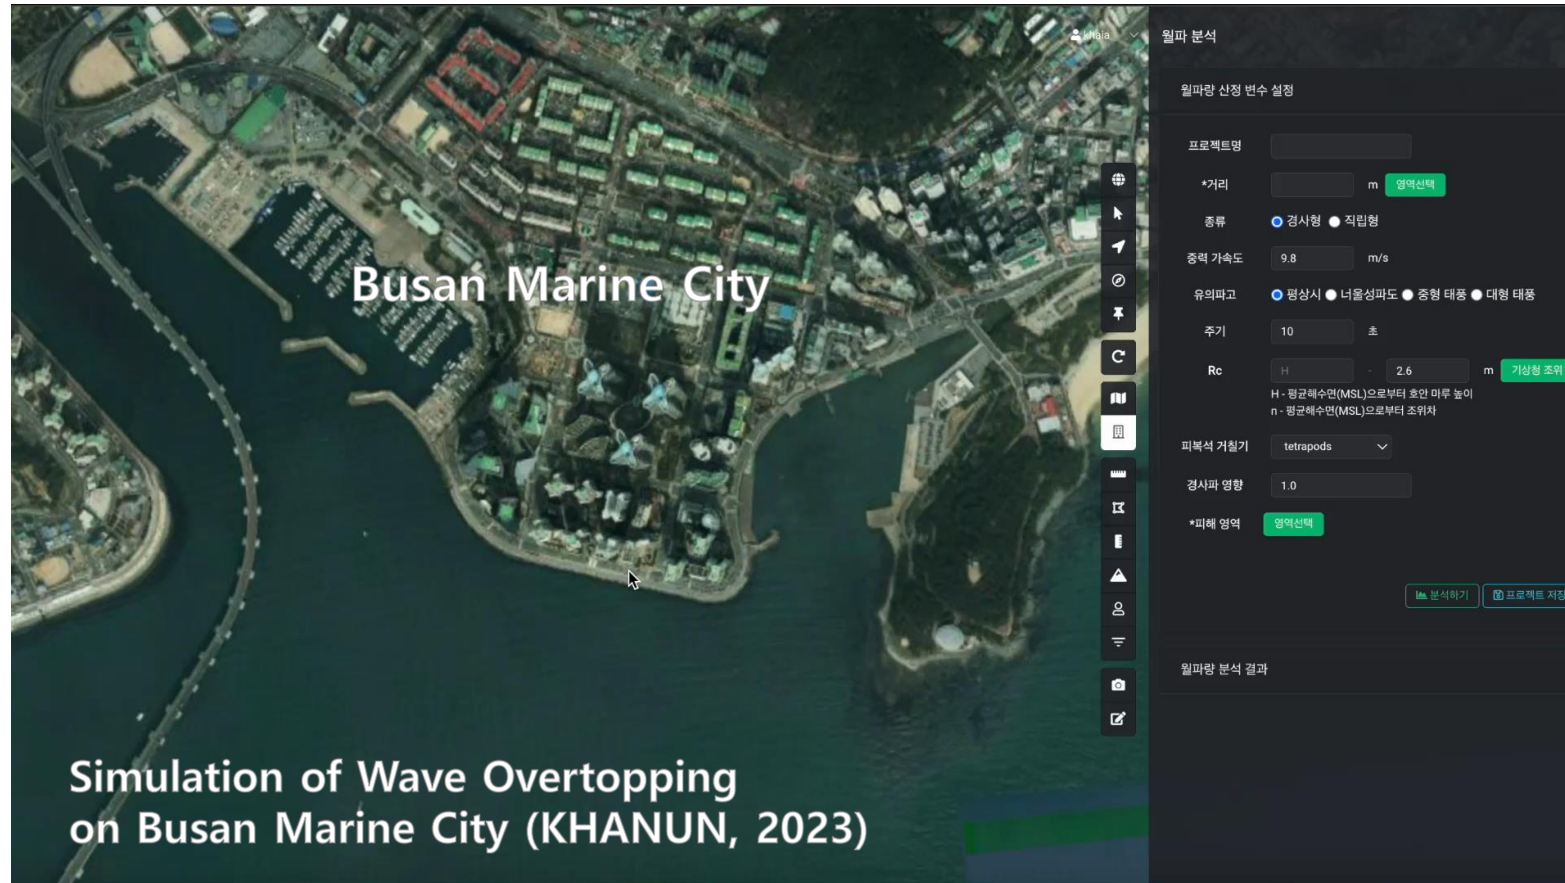 khaia
월파 분석
월파량 산정 변수 설정
프로젝트명
*거리 m 영역선택
종류 경사형 직립형
중력 가속도 9.8 m/s
유의파고 평상시 너울성파도 중형 태풍 대형 태풍
주기 10 초
Rc H - 2.6 m 기상청 조위
H - 평균해수면(MSL)으로부터 호안 마루 높이
n - 평균해수면(MSL)으로부터 조위차
피복석 거칠기 tetrapods
경사파 영향 1.0
*피해 영역 영역선택
분석하기 프로젝트 저장
월파량 분석 결과
Busan Marine City
Simulation of Wave Overtopping
on Busan Marine City (KHANUN, 2023)